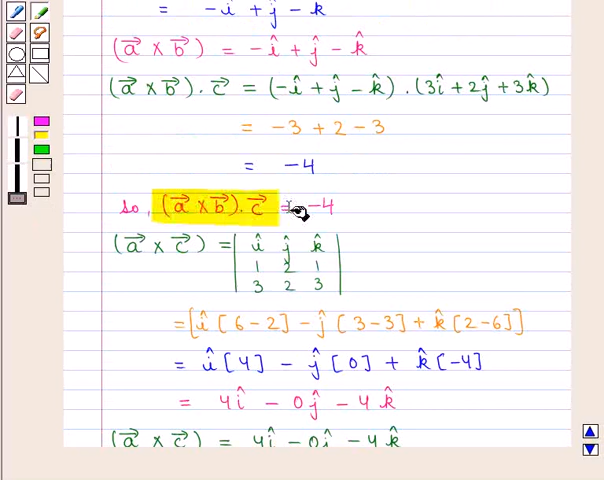 = -î + ĵ - k̂
(a⃗ × b⃗) = -î + ĵ - k̂
(a⃗ × b⃗) . c⃗ = (-î + ĵ - k̂) . (3î + 2ĵ + 3k̂)
= -3 + 2 - 3
= -4
so, (a⃗ × b⃗) . c⃗ = -4
(a⃗ × c⃗) = | î ĵ k̂ |
| 1 2 1 |
| 3 2 3 |
= [î [6-2] - ĵ [3-3] + k̂ [2-6]]
= î [4] - ĵ [0] + k̂ [-4]
= 4î - 0ĵ - 4k̂
(a⃗ × c⃗) = 4î - 0ĵ - 4k̂